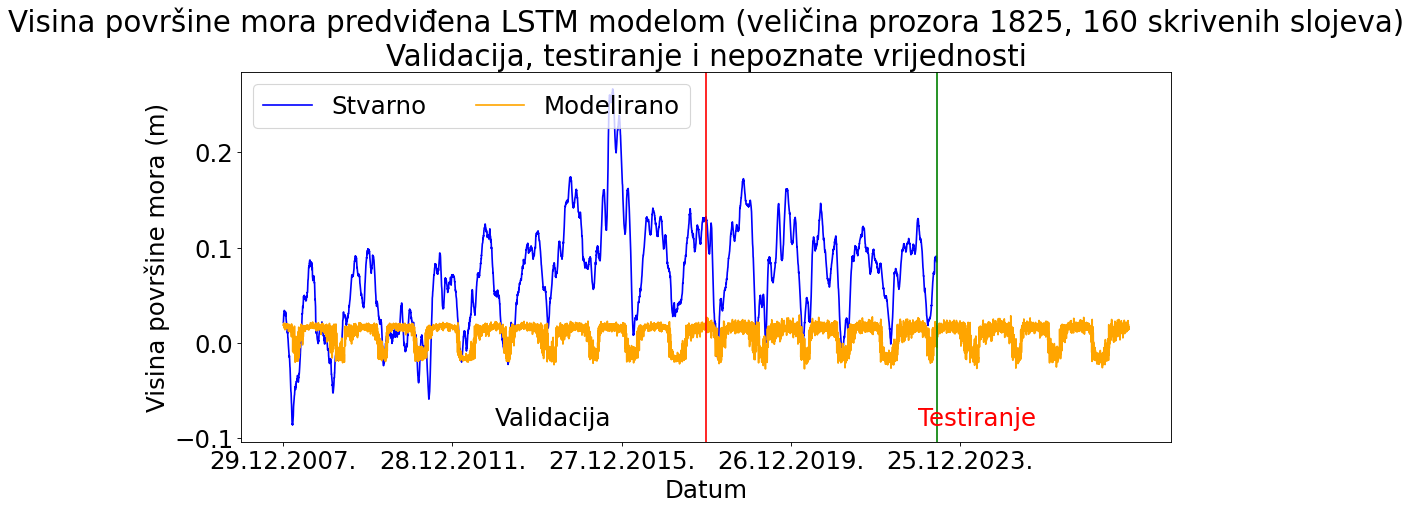 Visina površine mora predviđena LSTM modelom (veličina prozora 1825, 160 skrivenih slojeva)
Validacija, testiranje i nepoznate vrijednosti
Stvarno Modelirano
Visina površine mora (m)
0.2
0.1
0.0
−0.1
Validacija
Testiranje
29.12.2007. 28.12.2011. 27.12.2015. 26.12.2019. 25.12.2023.
Datum